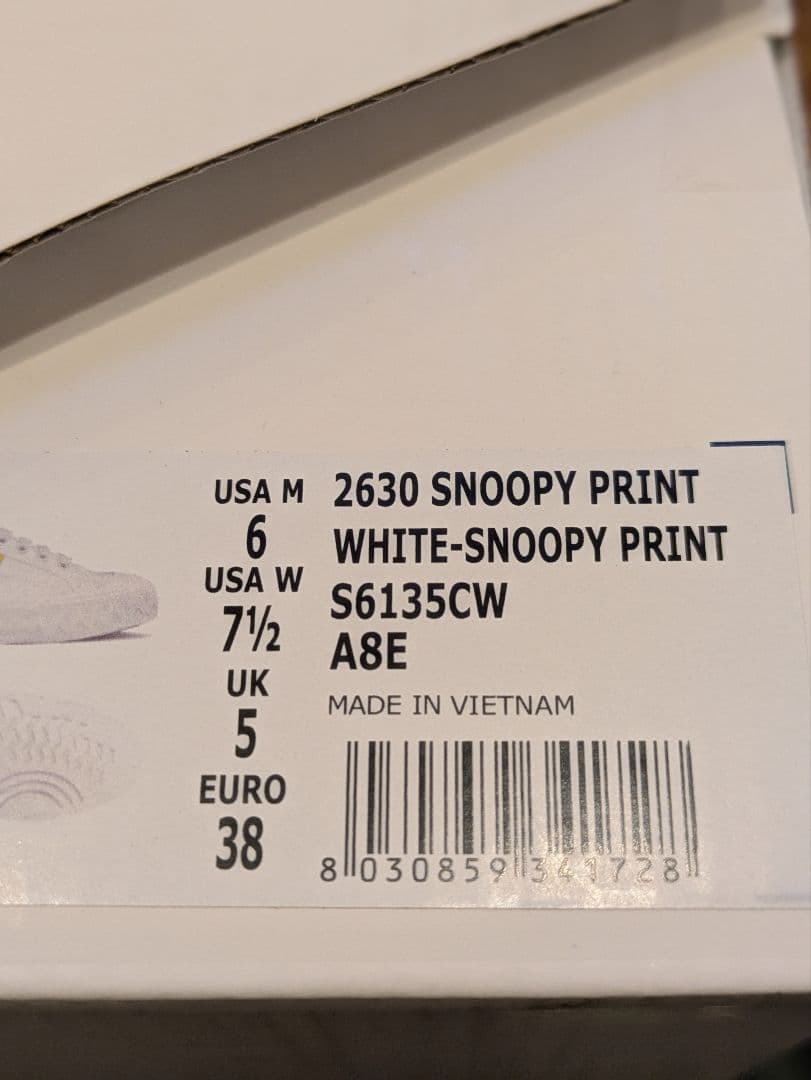 USA M
6
USA W
7½
UK
5
EURO
38
2630 SNOOPY PRINT
WHITE-SNOOPY PRINT
S6135CW
A8E
MADE IN VIETNAM
8 030859 341728